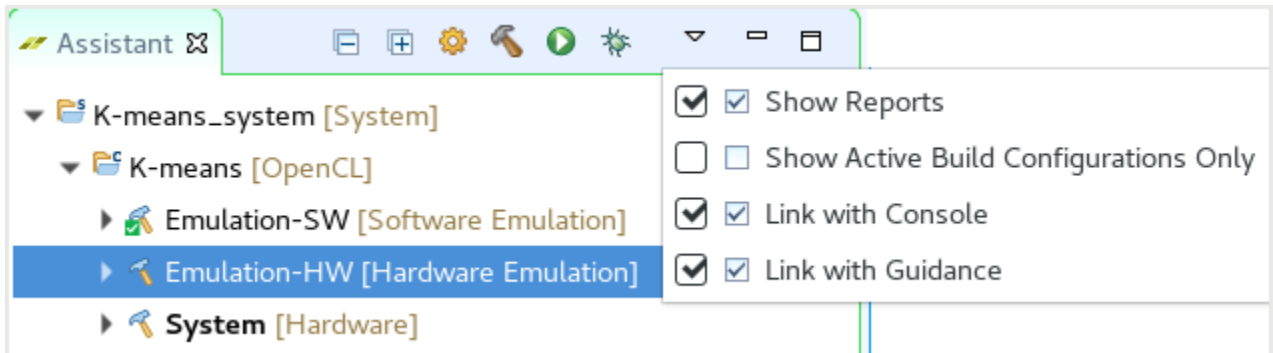 Assistant
K-means_system [System]
K-means [OpenCL]
Emulation-SW [Software Emulation]
Emulation-HW [Hardware Emulation]
System [Hardware]
Show Reports
Show Active Build Configurations Only
Link with Console
Link with Guidance